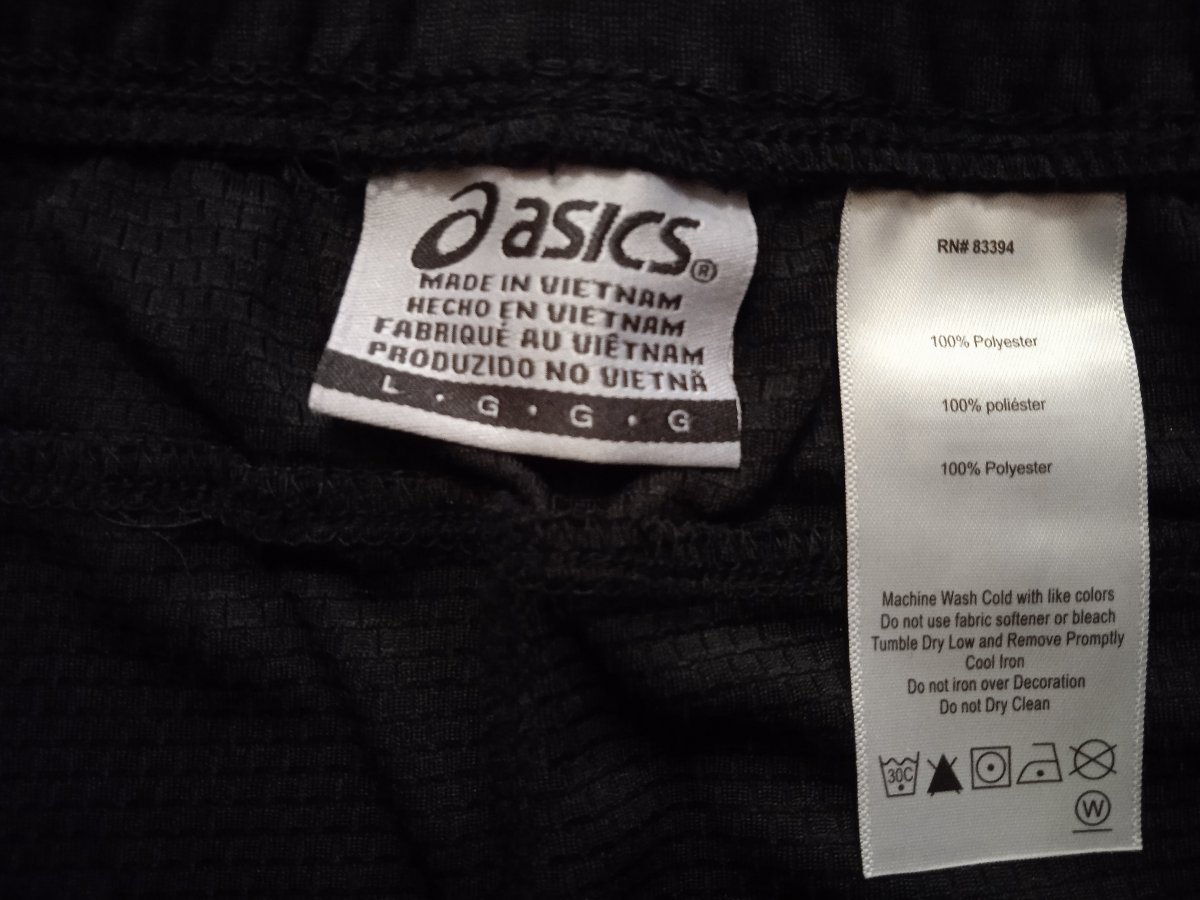 asics®
MADE IN VIETNAM
HECHO EN VIETNAM
FABRIQUÉ AU VIÊTNAM
PRODUZIDO NO VIETNÃ
L · G · G · G
RN# 83394
100% Polyester
100% poliéster
100% Polyester
Machine Wash Cold with like colors
Do not use fabric softener or bleach
Tumble Dry Low and Remove Promptly
Cool Iron
Do not iron over Decoration
Do not Dry Clean
30C
W